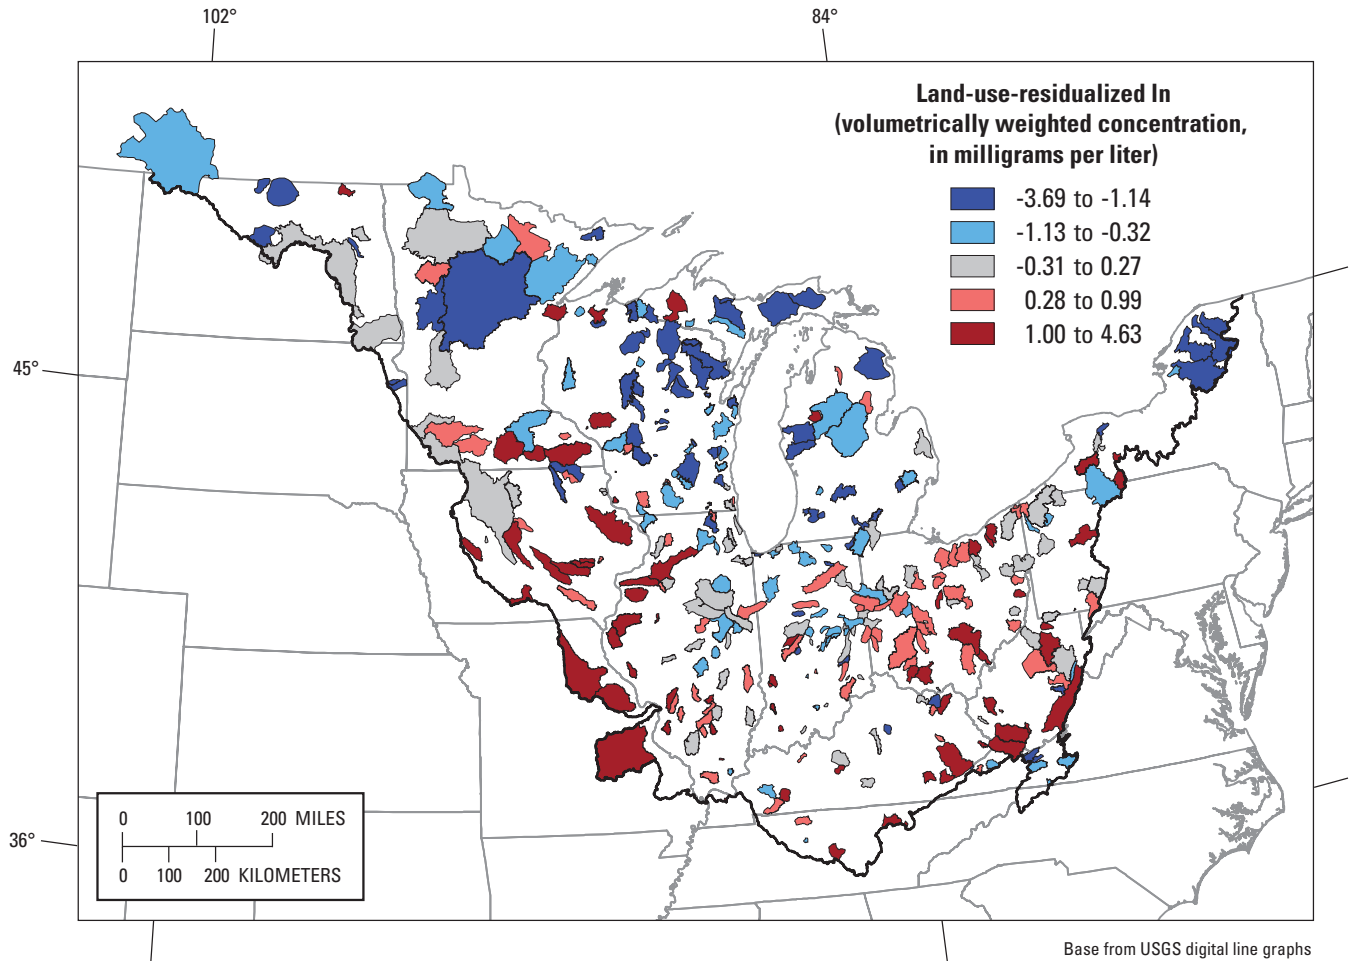 102°
84°
Land-use-residualized ln
(volumetrically weighted concentration,
in milligrams per liter)
-3.69 to -1.14
-1.13 to -0.32
-0.31 to 0.27
0.28 to 0.99
1.00 to 4.63
45°
36°
0 100 200 MILES
0 100 200 KILOMETERS
Base from USGS digital line graphs